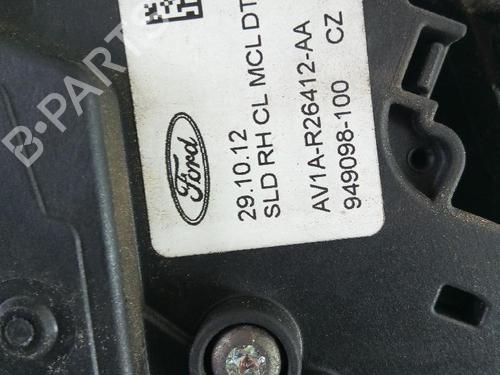 Ford
29.10.12
SLD RH CL MCL DT
AV1A-R26412-AA
949098-100 CZ
B-PARTS